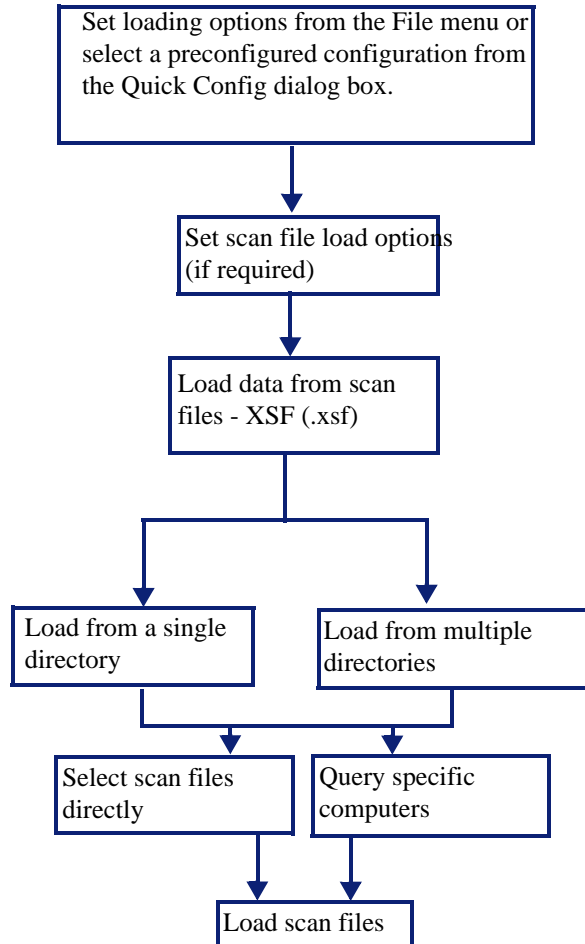 Set loading options from the File menu or
select a preconfigured configuration from
the Quick Config dialog box.
Set scan file load options
(if required)
Load data from scan
files - XSF (.xsf)
Load from a single
directory
Load from multiple
directories
Select scan files
directly
Query specific
computers
Load scan files